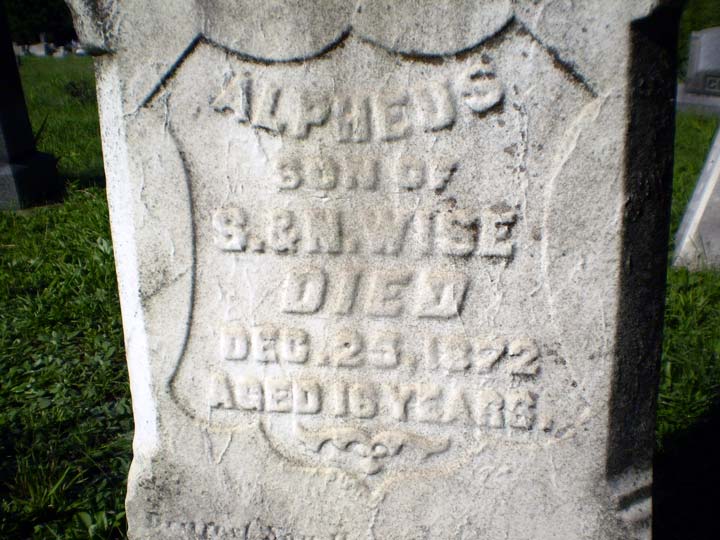 ALPHEUS
SON OF
S. & N. WISE
DIED
DEC. 25, 1872
AGED 16 YEARS.